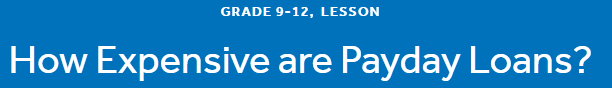 GRADE 9-12, LESSON
How Expensive are Payday Loans?